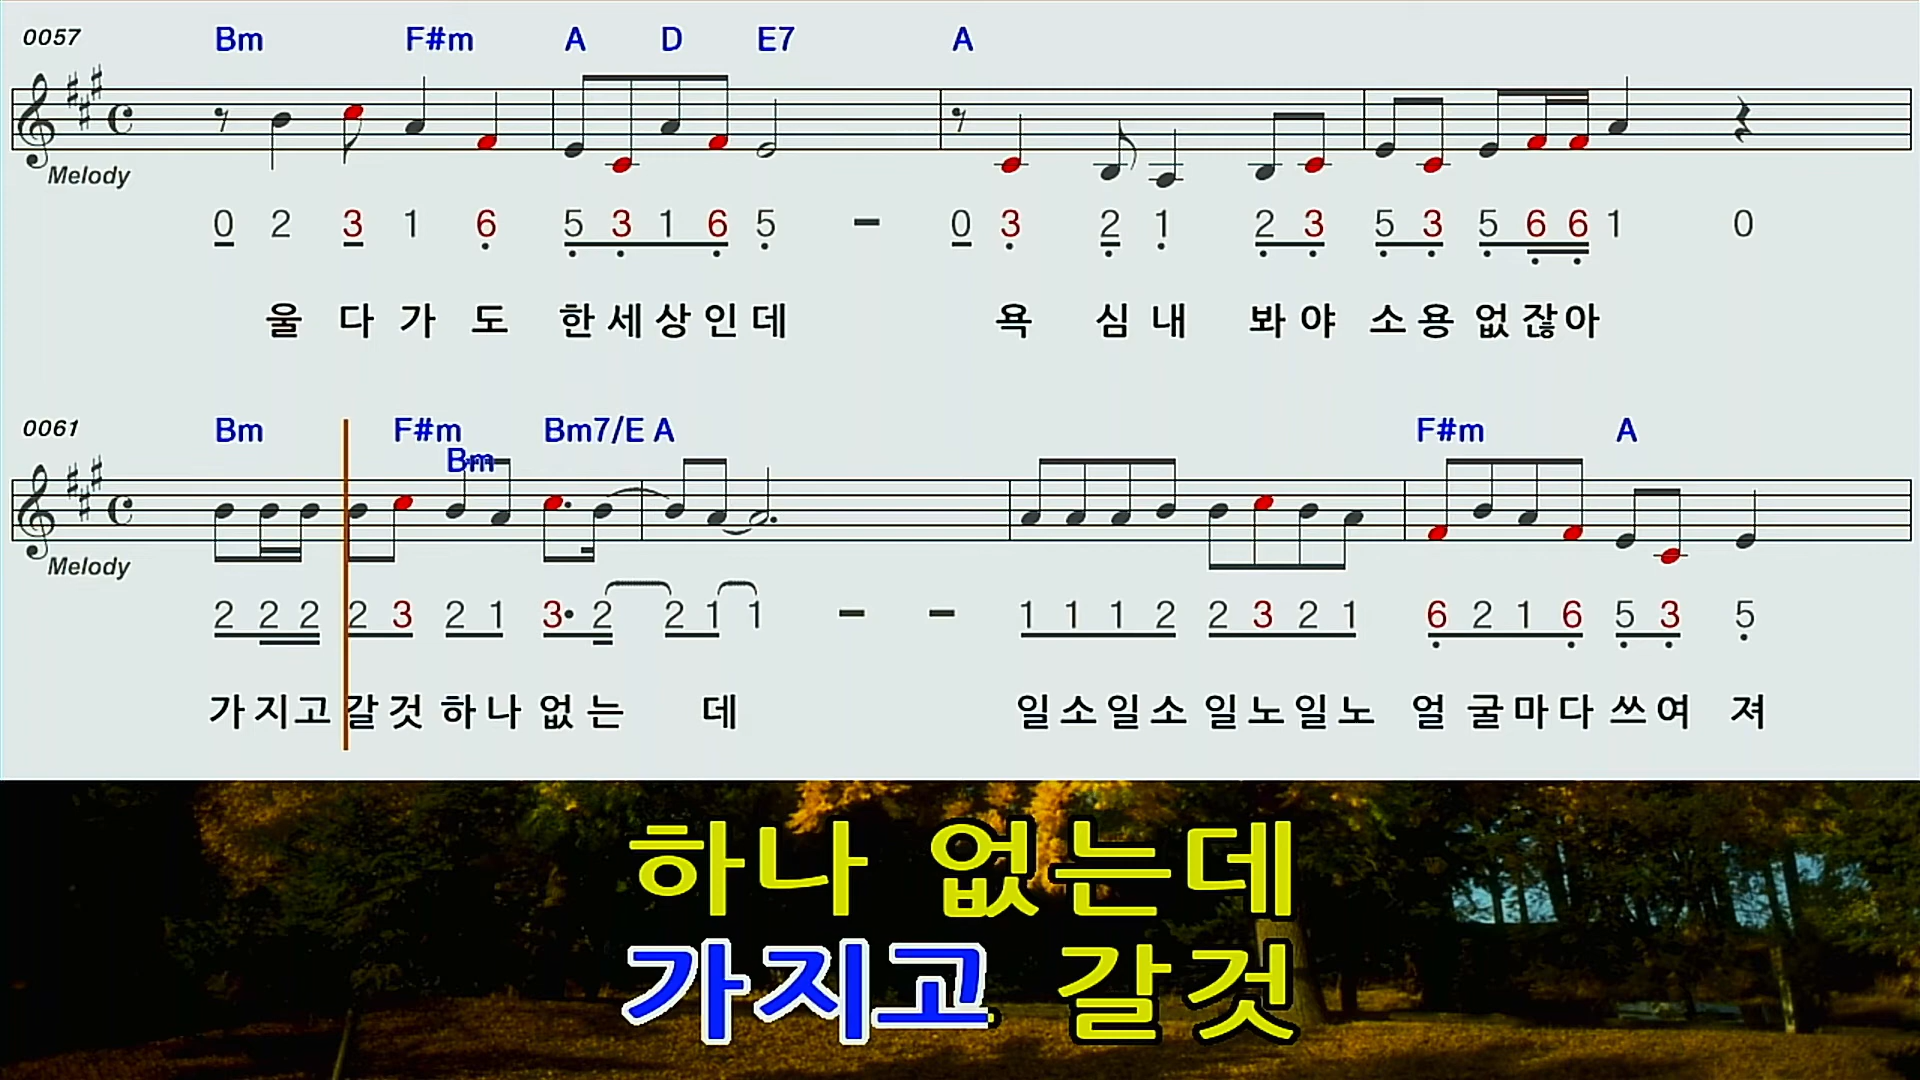 0057 Bm F#m A D E7 A
Melody
0 2 3 1 6 5 3 1 6 5 - 0 3 2 1 2 3 5 3 5 6 6 1 0
울 다 가 도 한 세 상 인 데 욕 심 내 봐 야 소 용 없 잖 아
0061 Bm F#m Bm Bm7/E A F#m A
Melody
2 2 2 2 3 2 1 3· 2 2 1 1 - - 1 1 1 2 2 3 2 1 6 2 1 6 5 3 5
가 지 고 갈 것 하 나 없 는 데 일 소 일 소 일 노 일 노 얼 굴 마 다 쓰 여 져
하나 없는데
가지고 갈것